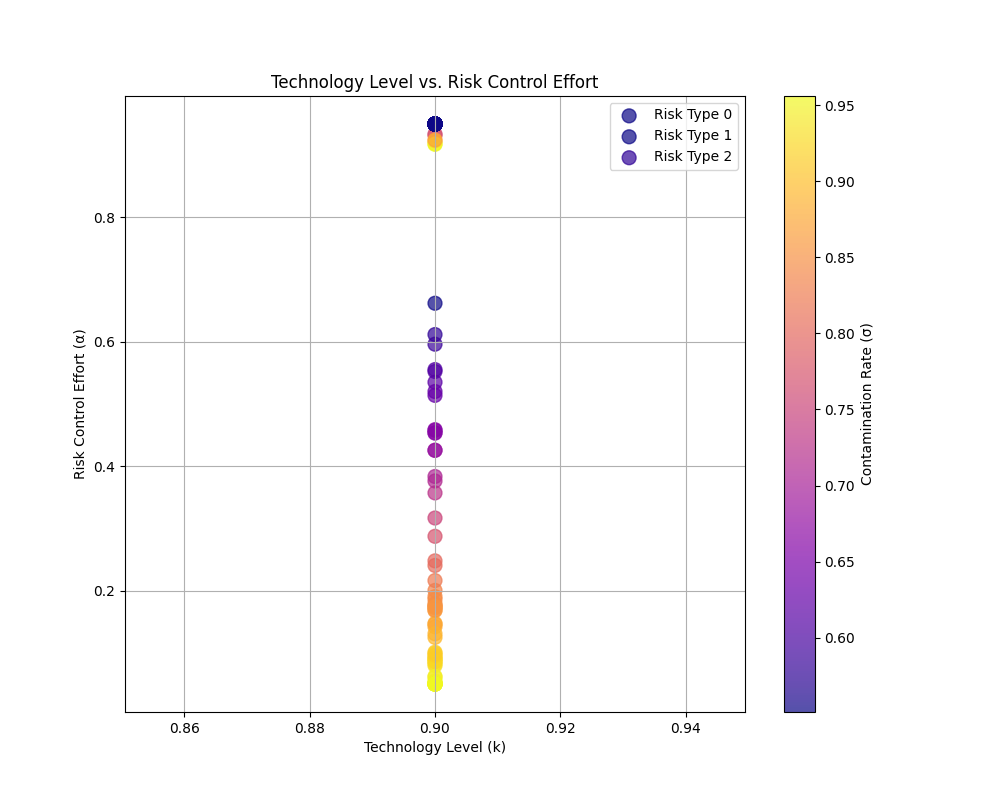 Technology Level vs. Risk Control Effort
Risk Type 0
Risk Type 1
Risk Type 2
Risk Control Effort (α)
0.8
0.6
0.4
0.2
0.86
0.88
0.90
0.92
0.94
Technology Level (k)
0.95
0.90
0.85
0.80
0.75
0.70
0.65
0.60
Contamination Rate (σ)